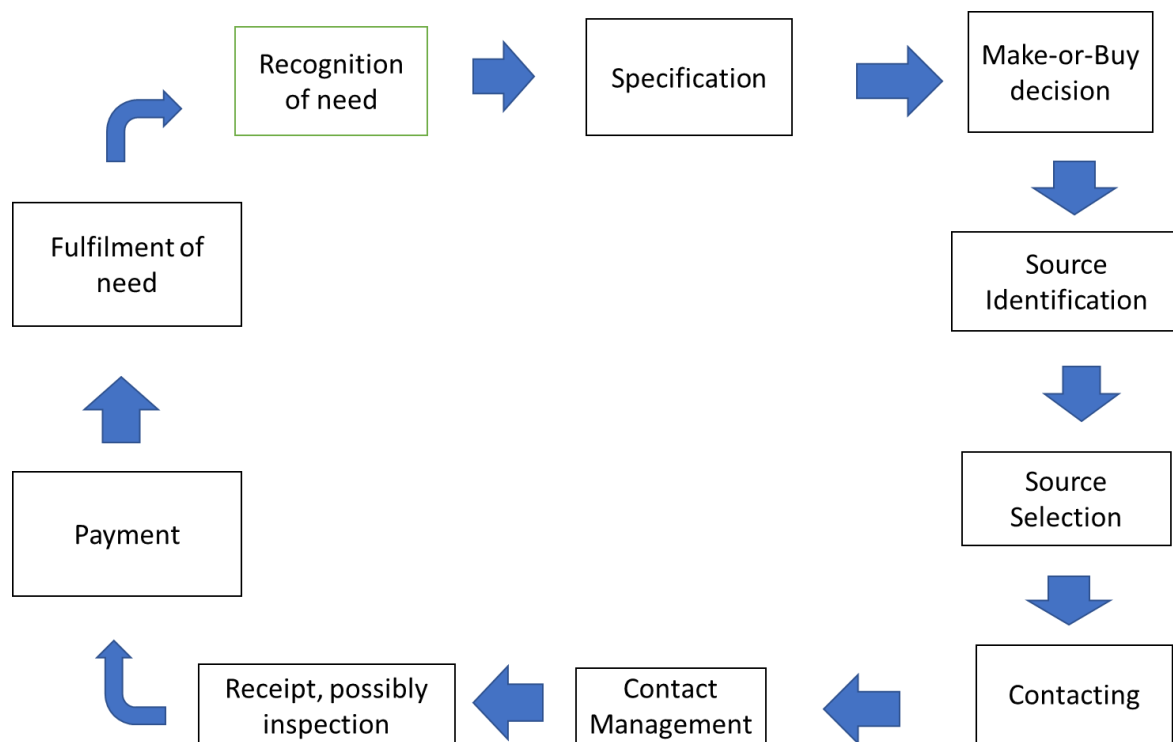 Recognition
of need
Specification
Make-or-Buy
decision
Source
Identification
Source
Selection
Contacting
Contact
Management
Receipt, possibly
inspection
Payment
Fulfilment of
need